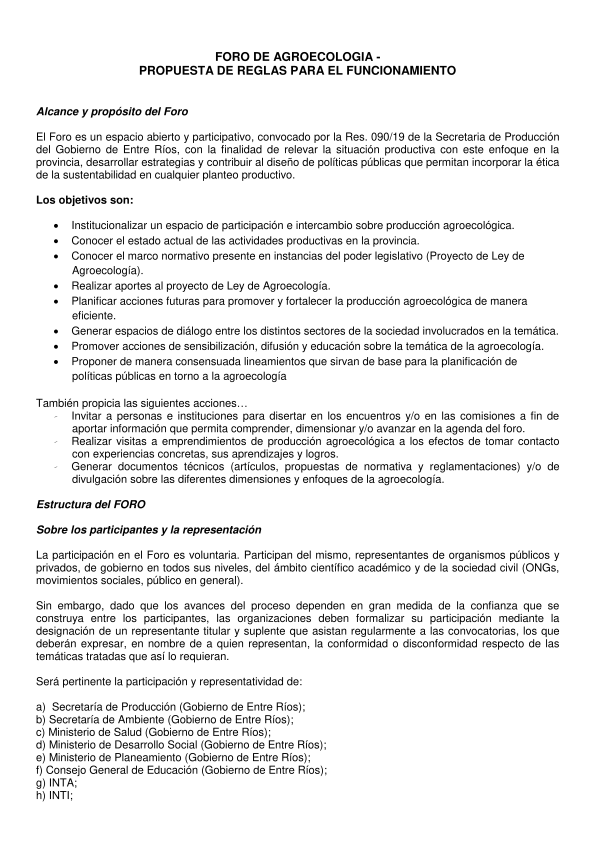 FORO DE AGROECOLOGIA -
PROPUESTA DE REGLAS PARA EL FUNCIONAMIENTO
Alcance y propósito del Foro
El Foro es un espacio abierto y participativo, convocado por la Res. 090/19 de la Secretaria de Producción
del Gobierno de Entre Ríos, con la finalidad de relevar la situación productiva con este enfoque en la
provincia, desarrollar estrategias y contribuir al diseño de políticas públicas que permitan incorporar la ética
de la sustentabilidad en cualquier planteo productivo.
Los objetivos son:
• Institucionalizar un espacio de participación e intercambio sobre producción agroecológica.
• Conocer el estado actual de las actividades productivas en la provincia.
• Conocer el marco normativo presente en instancias del poder legislativo (Proyecto de Ley de
Agroecología).
• Realizar aportes al proyecto de Ley de Agroecología.
• Planificar acciones futuras para promover y fortalecer la producción agroecológica de manera
eficiente.
• Generar espacios de diálogo entre los distintos sectores de la sociedad involucrados en la temática.
• Promover acciones de sensibilización, difusión y educación sobre la temática de la agroecología.
• Proponer de manera consensuada lineamientos que sirvan de base para la planificación de
políticas públicas en torno a la agroecología
También propicia las siguientes acciones…
- Invitar a personas e instituciones para disertar en los encuentros y/o en las comisiones a fin de
aportar información que permita comprender, dimensionar y/o avanzar en la agenda del foro.
- Realizar visitas a emprendimientos de producción agroecológica a los efectos de tomar contacto
con experiencias concretas, sus aprendizajes y logros.
- Generar documentos técnicos (artículos, propuestas de normativa y reglamentaciones) y/o de
divulgación sobre las diferentes dimensiones y enfoques de la agroecología.
Estructura del FORO
Sobre los participantes y la representación
La participación en el Foro es voluntaria. Participan del mismo, representantes de organismos públicos y
privados, de gobierno en todos sus niveles, del ámbito científico académico y de la sociedad civil (ONGs,
movimientos sociales, público en general).
Sin embargo, dado que los avances del proceso dependen en gran medida de la confianza que se
construya entre los participantes, las organizaciones deben formalizar su participación mediante la
designación de un representante titular y suplente que asistan regularmente a las convocatorias, los que
deberán expresar, en nombre de a quien representan, la conformidad o disconformidad respecto de las
temáticas tratadas que así lo requieran.
Será pertinente la participación y representatividad de:
a) Secretaría de Producción (Gobierno de Entre Ríos);
b) Secretaría de Ambiente (Gobierno de Entre Ríos);
c) Ministerio de Salud (Gobierno de Entre Ríos);
d) Ministerio de Desarrollo Social (Gobierno de Entre Ríos);
e) Ministerio de Planeamiento (Gobierno de Entre Ríos);
f) Consejo General de Educación (Gobierno de Entre Ríos);
g) INTA;
h) INTI;